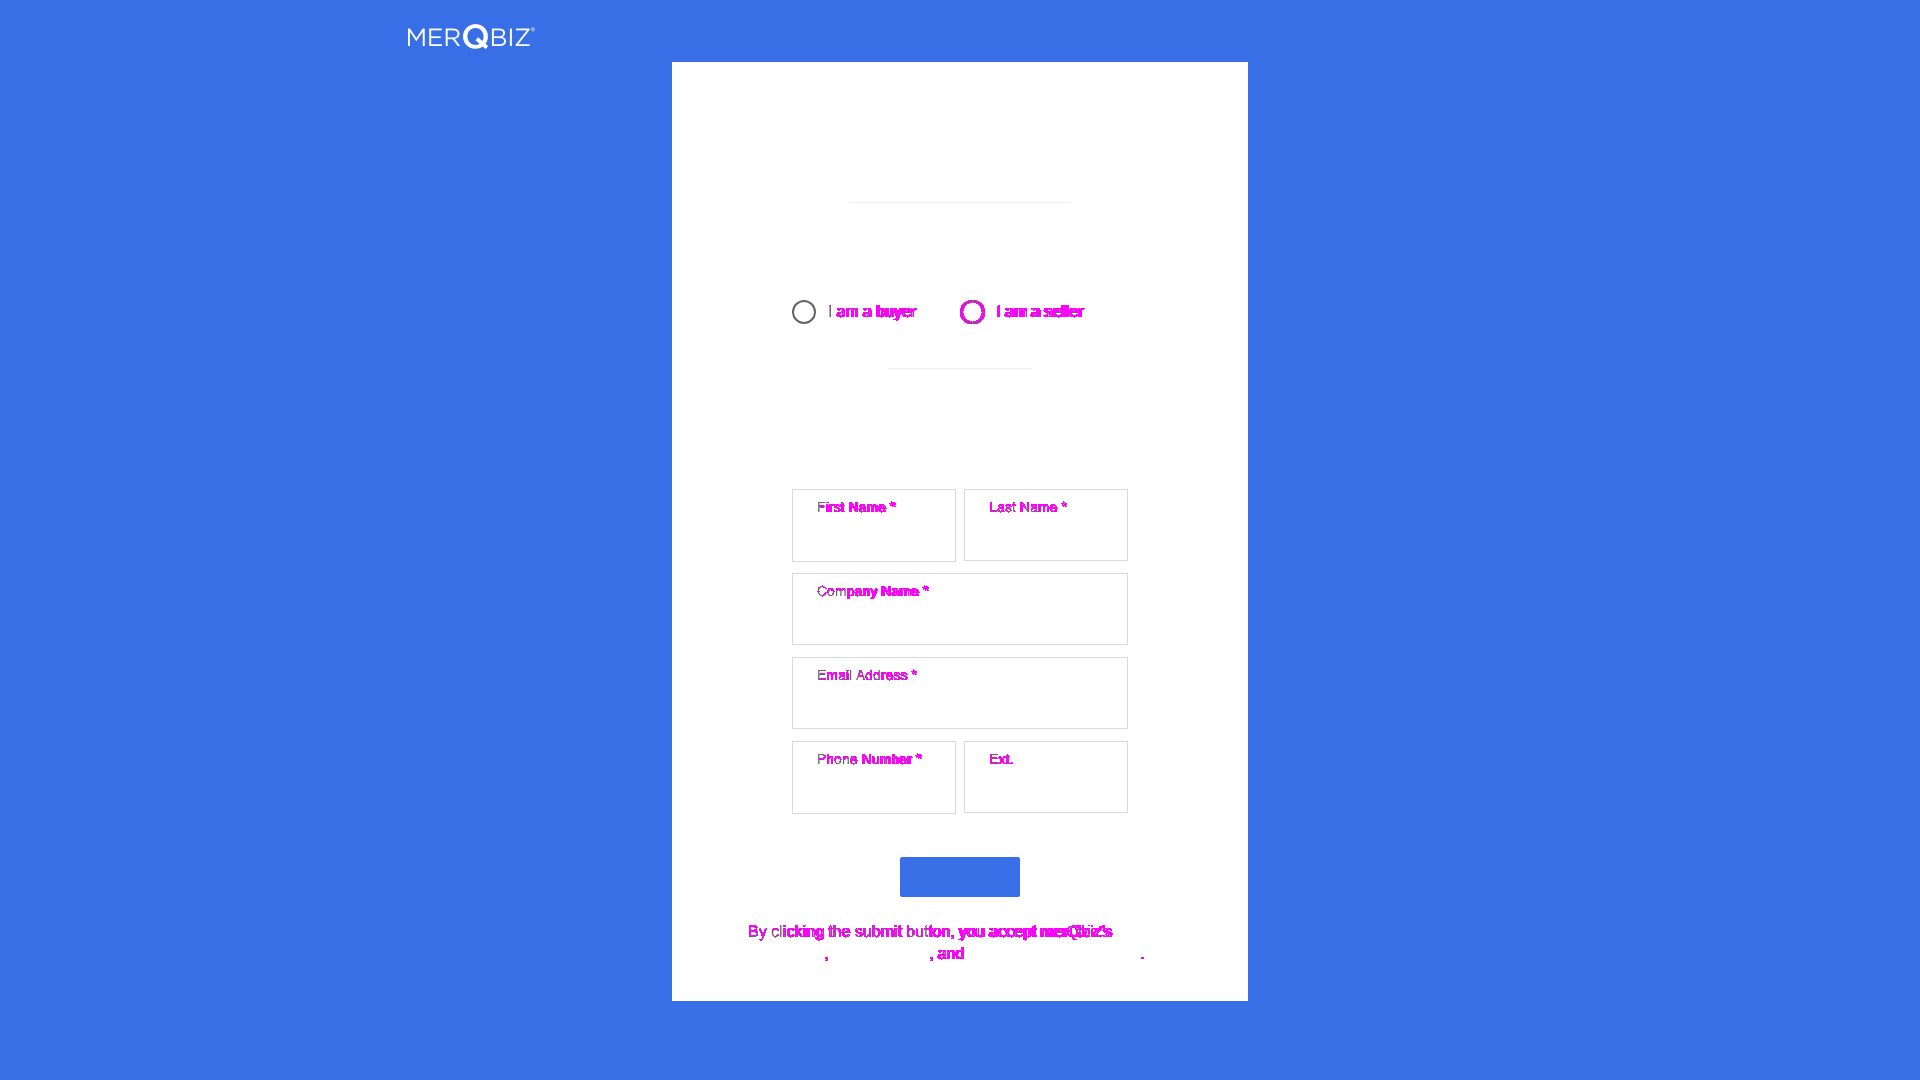 MERQBIZ®
I am a buyer
I am a seller
First Name *
Last Name *
Company Name *
Email Address *
Phone Number *
Ext.
By clicking the submit button, you accept merQbiz's
, , and .